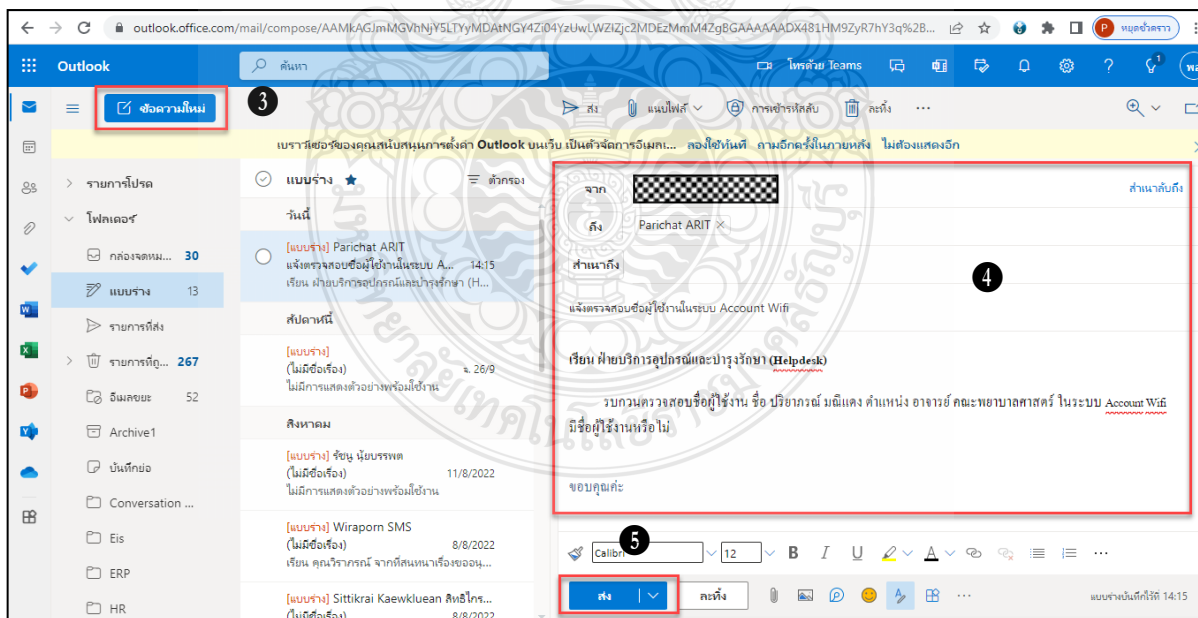 outlook.office.com/mail/compose/AAMkAGJmMGVhNjY5LTYyMDAtNGY4Zi04YzUwLWZlZjc2MDEzMmM4ZgBGAAAAAADX481HM9ZyR7hY3q%2B...
P หยุดชั่วคราว
Outlook
ค้นหา
โทรด้วย Teams
1
ข้อความใหม่
3
ส่ง
แนบไฟล์
การเข้ารหัสลับ
ละทิ้ง
...
เบราว์เซอร์ของคุณสนับสนุนการตั้งค่า Outlook บนเว็บ เป็นตัวจัดการอีเมลเ... ลองใช้ทันที ถามอีกครั้งในภายหลัง ไม่ต้องแสดงอีก
รายการโปรด
โฟลเดอร์
กล่องจดหม... 30
แบบร่าง 13
รายการที่ส่ง
รายการที่ถู... 267
อีเมลขยะ 52
Archive1
บันทึกย่อ
Conversation ...
Eis
ERP
HR
แบบร่าง
ตัวกรอง
วันนี้
[แบบร่าง] Parichat ARIT
แจ้งตรวจสอบชื่อผู้ใช้งานในระบบ A... 14:15
เรียน ฝ่ายบริการอุปกรณ์และบำรุงรักษา (H...
สัปดาห์นี้
[แบบร่าง]
(ไม่มีชื่อเรื่อง) จ. 26/9
ไม่มีการแสดงตัวอย่างพร้อมใช้งาน
สิงหาคม
[แบบร่าง] รัชนู นุ้ยบรรพต
(ไม่มีชื่อเรื่อง) 11/8/2022
ไม่มีการแสดงตัวอย่างพร้อมใช้งาน
[แบบร่าง] Wiraporn SMS
(ไม่มีชื่อเรื่อง) 8/8/2022
เรียน คุณวิราภรณ์ จากที่สนทนาเรื่องขออนุ...
[แบบร่าง] Sittikrai Kaewkluean สิทธิไกร...
(ไม่มีชื่อเรื่อง) 8/8/2022
จาก
สำเนาลับถึง
ถึง Parichat ARIT
สำเนาถึง
4
แจ้งตรวจสอบชื่อผู้ใช้งานในระบบ Account Wifi
เรียน ฝ่ายบริการอุปกรณ์และบำรุงรักษา (Helpdesk)
รบกวนตรวจสอบชื่อผู้ใช้งาน ชื่อ ปริยาภรณ์ มณีแดง ตำแหน่ง อาจารย์ คณะพยาบาลศาสตร์ ในระบบ Account Wifi
มีชื่อผู้ใช้งานหรือไม่
ขอบคุณค่ะ
5
Calibri 12 B I U A ...
ส่ง
ละทิ้ง
...
แบบร่างบันทึกไว้ที่ 14:15